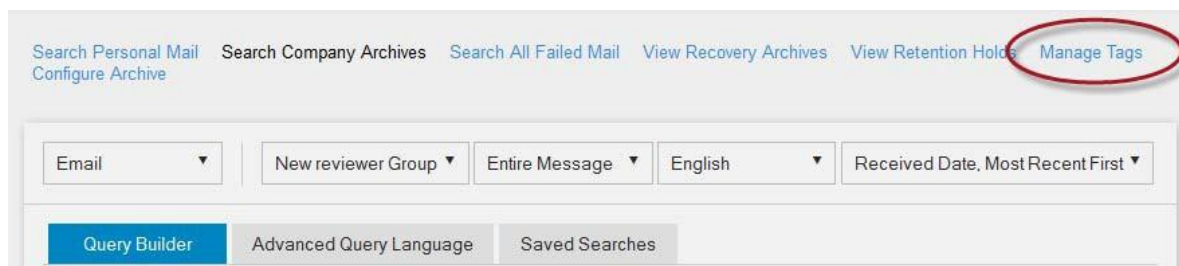 Search Personal Mail Search Company Archives Search All Failed Mail View Recovery Archives View Retention Holds Manage Tags
Configure Archive
Email New reviewer Group Entire Message English Received Date, Most Recent First
Query Builder Advanced Query Language Saved Searches